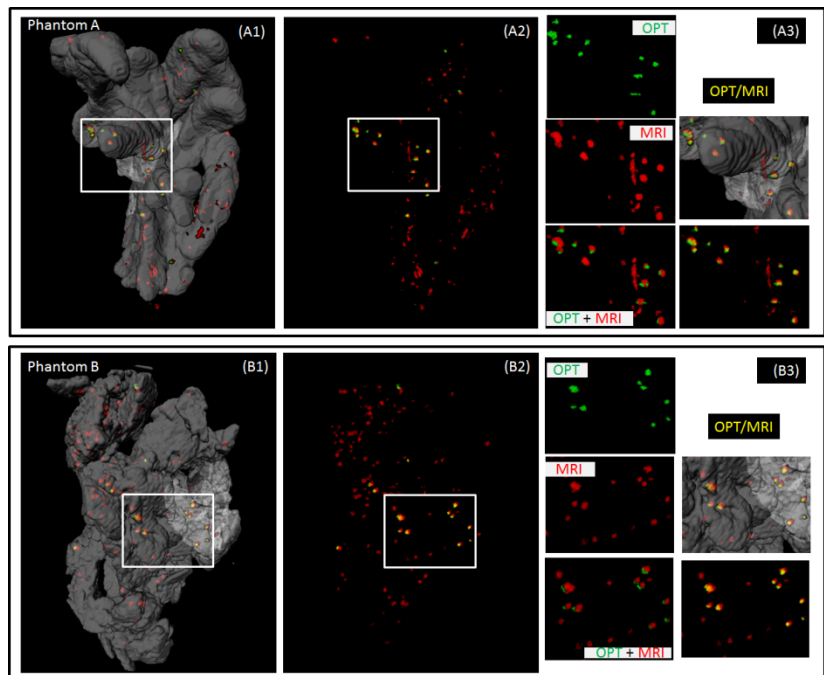 Phantom A
(A1)
(A2)
OPT
(A3)
OPT/MRI
MRI
OPT + MRI
Phantom B
(B1)
(B2)
OPT
(B3)
OPT/MRI
MRI
OPT + MRI